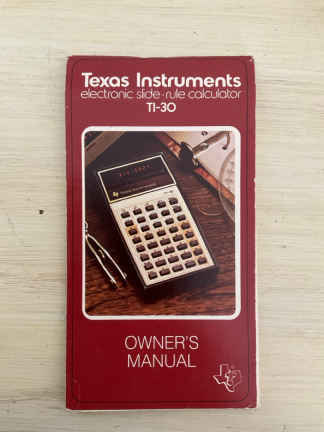 Texas Instruments
electronic slide-rule calculator
TI-30
OWNER'S
MANUAL